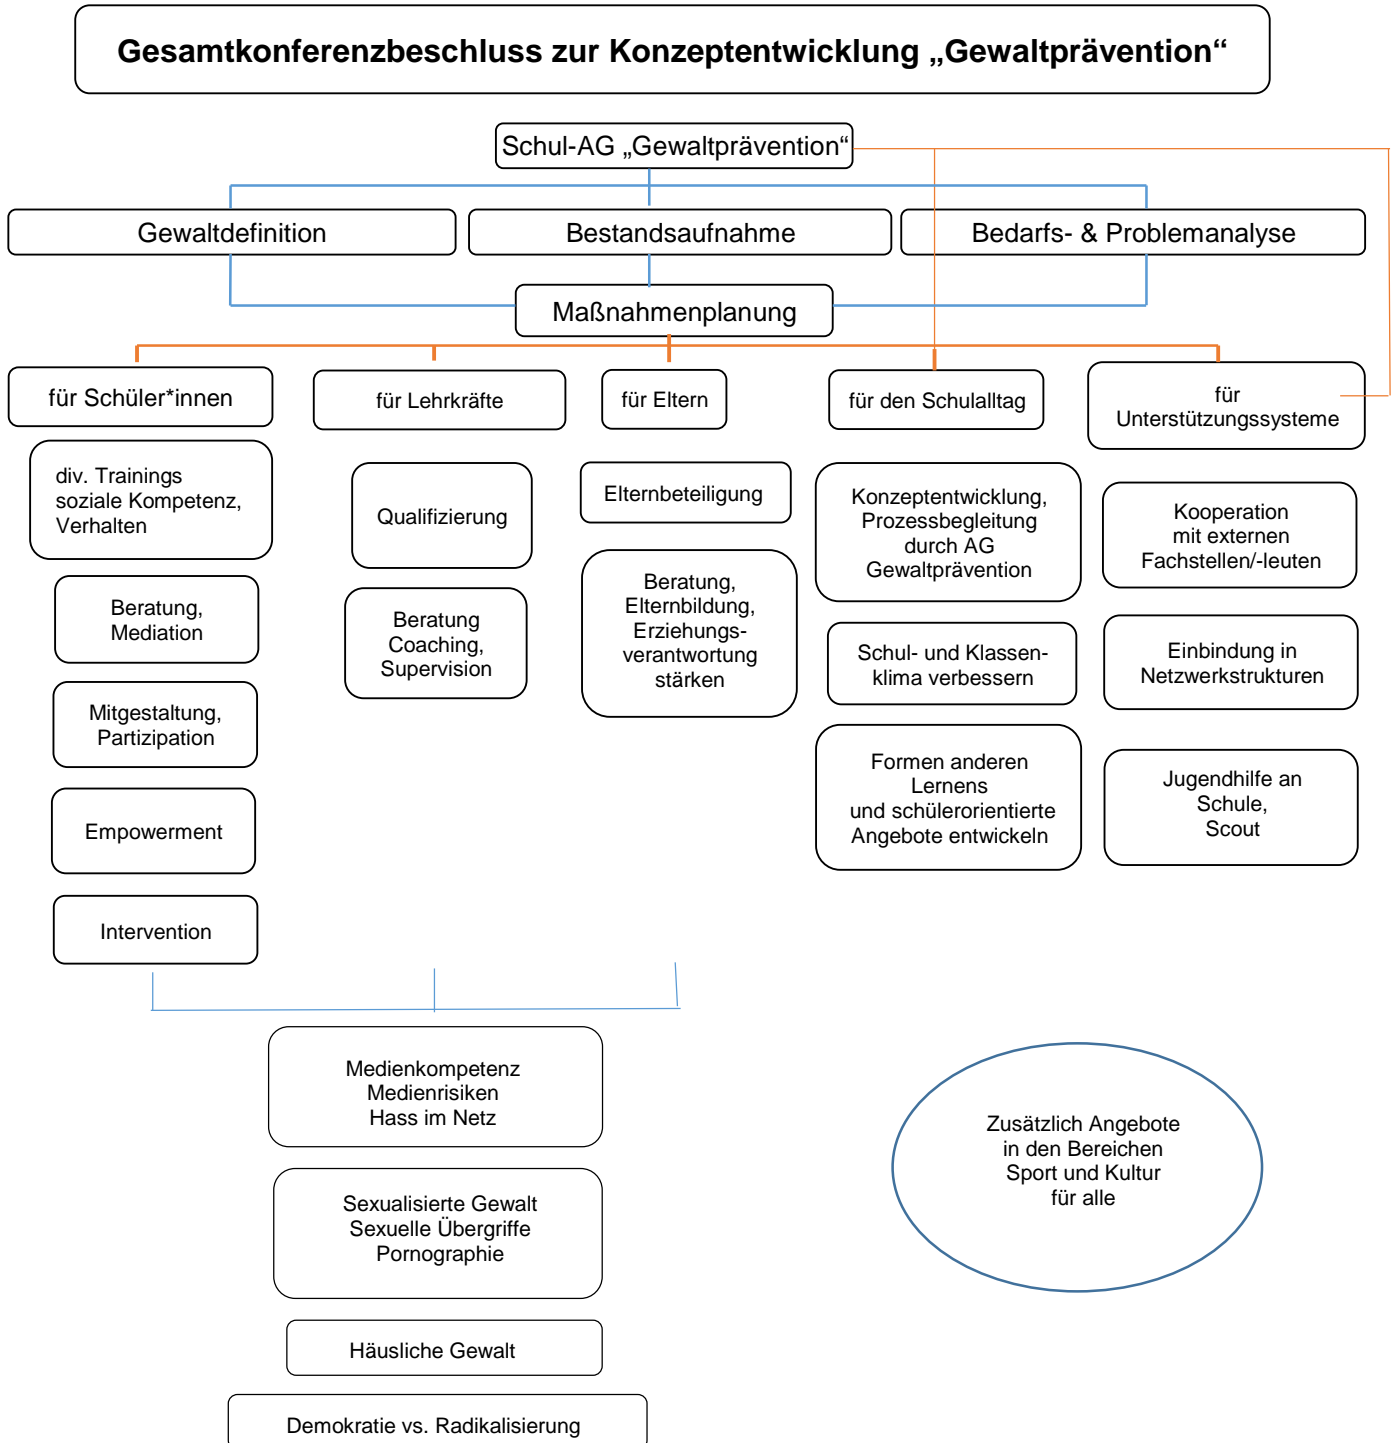 Gesamtkonferenzbeschluss zur Konzeptentwicklung „Gewaltprävention“
Schul-AG „Gewaltprävention“
Gewaltdefinition
Bestandsaufnahme
Bedarfs- & Problemanalyse
Maßnahmenplanung
für Schüler*innen
für Lehrkräfte
für Eltern
für den Schulalltag
für
Unterstützungssysteme
div. Trainings
soziale Kompetenz,
Verhalten
Beratung,
Mediation
Mitgestaltung,
Partizipation
Empowerment
Intervention
Qualifizierung
Beratung
Coaching,
Supervision
Elternbeteiligung
Beratung,
Elternbildung,
Erziehungs-
verantwortung
stärken
Konzeptentwicklung,
Prozessbegleitung
durch AG
Gewaltprävention
Schul- und Klassen-
klima verbessern
Formen anderen
Lernens
und schülerorientierte
Angebote entwickeln
Kooperation
mit externen
Fachstellen/-leuten
Einbindung in
Netzwerkstrukturen
Jugendhilfe an
Schule,
Scout
Medienkompetenz
Medienrisiken
Hass im Netz
Sexualisierte Gewalt
Sexuelle Übergriffe
Pornographie
Häusliche Gewalt
Demokratie vs. Radikalisierung
Zusätzlich Angebote
in den Bereichen
Sport und Kultur
für alle